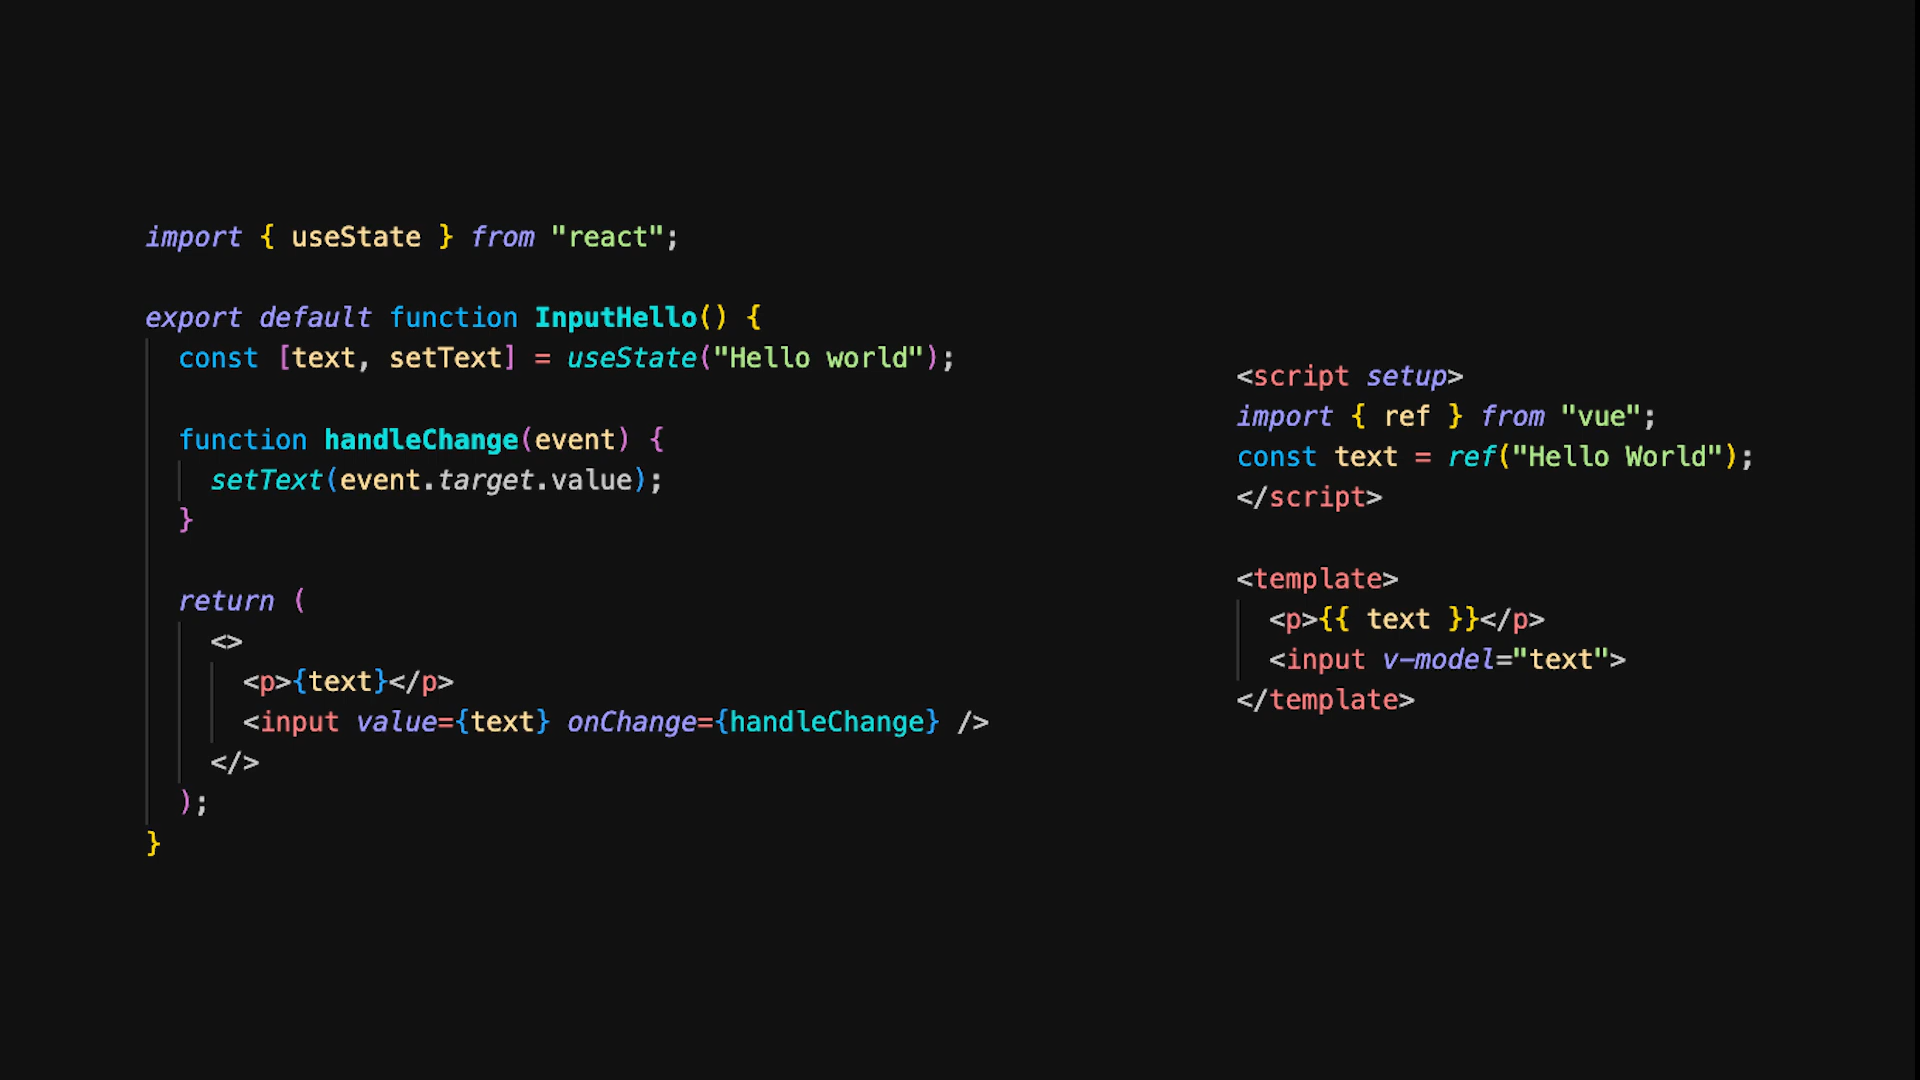 import { useState } from "react";
export default function InputHello() {
const [text, setText] = useState("Hello world");
function handleChange(event) {
setText(event.target.value);
}
return (
<>
<p>{text}</p>
<input value={text} onChange={handleChange} />
</>
);
}
<script setup>
import { ref } from "vue";
const text = ref("Hello World");
</script>
<template>
<p>{{ text }}</p>
<input v-model="text">
</template>